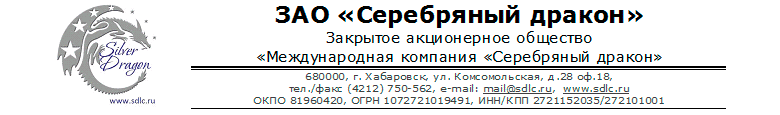 Silver
Dragon
www.sdlc.ru
ЗАО «Серебряный дракон»
Закрытое акционерное общество
«Международная компания «Серебряный дракон»
680000, г. Хабаровск, ул. Комсомольская, д.28 оф.18,
тел./факс (4212) 750-562, e-mail: mail@sdlc.ru, www.sdlc.ru
ОКПО 81960420, ОГРН 1072721019491, ИНН/КПП 2721152035/272101001